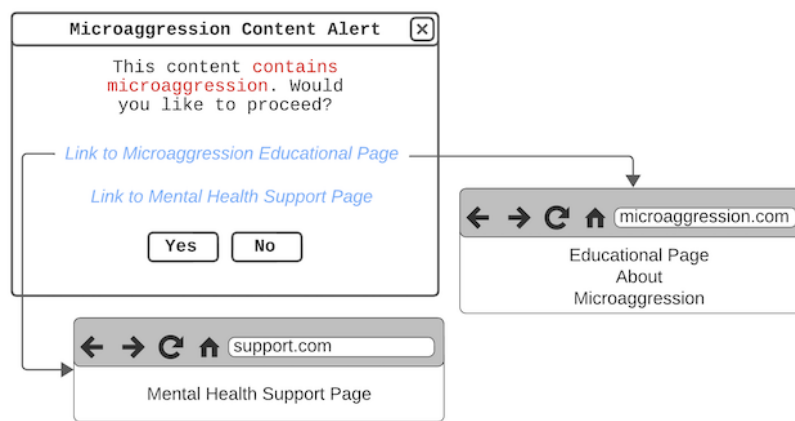 Microaggression Content Alert
This content contains
microaggression. Would
you like to proceed?
Link to Microaggression Educational Page
Link to Mental Health Support Page
Yes No
microaggression.com
Educational Page
About
Microaggression
support.com
Mental Health Support Page